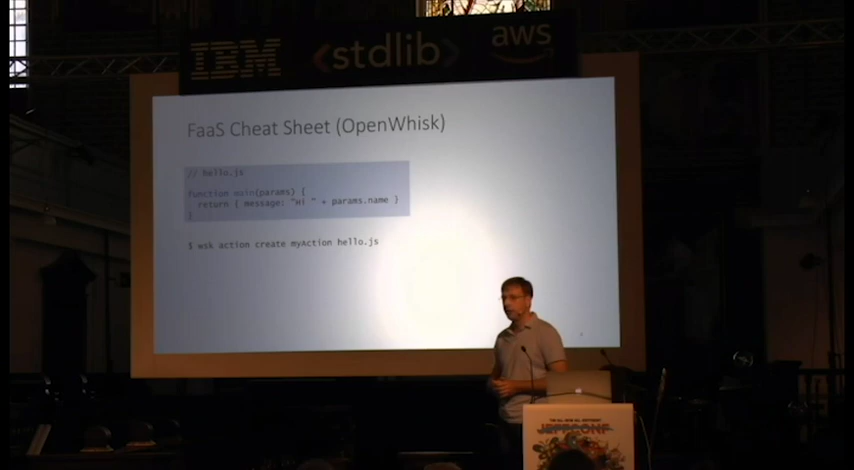 IBM <stdlib> aws
FaaS Cheat Sheet (OpenWhisk)
// hello.js
function main(params) {
return { message: "Hi " + params.name }
}
$ wsk action create myAction hello.js
JEFFCONF